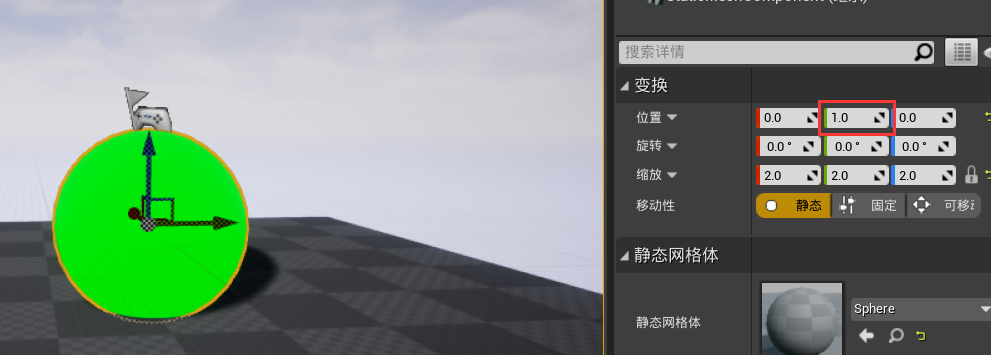 搜索详情
变换
位置 0.0 1.0 0.0
旋转 0.0 ° 0.0 ° 0.0 °
缩放 2.0 2.0 2.0
移动性 静态 固定
静态网格体
静态网格体 Sphere